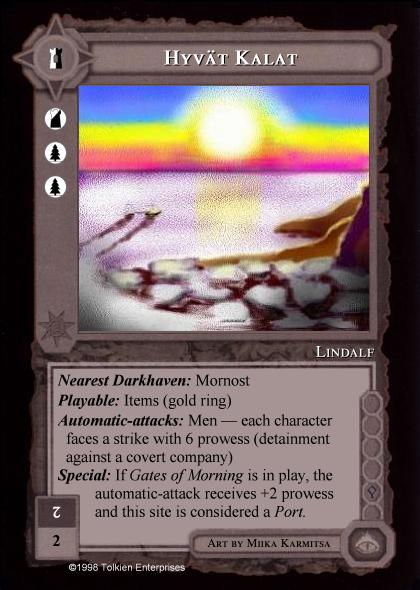 Hyvät Kalat
Lindalf
Nearest Darkhaven: Mornost
Playable: Items (gold ring)
Automatic-attacks: Men — each character
faces a strike with 6 prowess (detainment
against a covert company)
Special: If Gates of Morning is in play, the
automatic-attack receives +2 prowess
and this site is considered a Port.
2
2
Art by Miika Karmitsa
©1998 Tolkien Enterprises